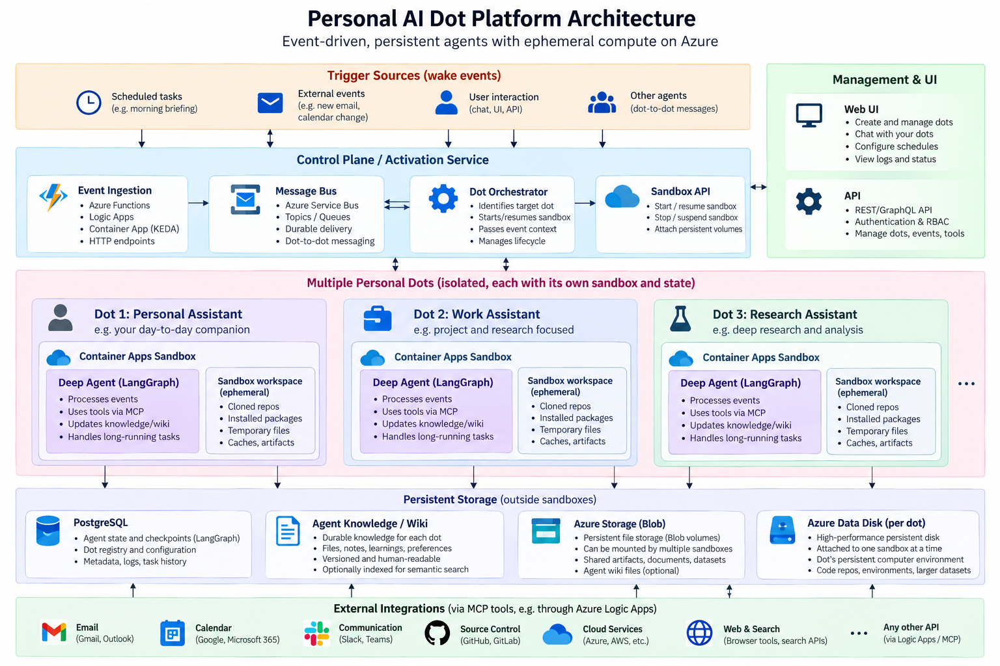 Personal AI Dot Platform Architecture
Event-driven, persistent agents with ephemeral compute on Azure
Trigger Sources (wake events)
Scheduled tasks
(e.g. morning briefing)
External events
(e.g. new email,
calendar change)
User interaction
(chat, UI, API)
Other agents
(dot-to-dot messages)
Management & UI
Web UI
• Create and manage dots
• Chat with your dots
• Configure schedules
• View logs and status
API
• REST/GraphQL API
• Authentication & RBAC
• Manage dots, events, tools
Control Plane / Activation Service
Event Ingestion
• Azure Functions
• Logic Apps
• Container App (KEDA)
• HTTP endpoints
Message Bus
• Azure Service Bus
• Topics / Queues
• Durable delivery
• Dot-to-dot messaging
Dot Orchestrator
• Identifies target dot
• Starts/resumes sandbox
• Passes event context
• Manages lifecycle
Sandbox API
• Start / resume sandbox
• Stop / suspend sandbox
• Attach persistent volumes
Multiple Personal Dots (isolated, each with its own sandbox and state)
Dot 1: Personal Assistant
e.g. your day-to-day companion
Container Apps Sandbox
Deep Agent (LangGraph)
• Processes events
• Uses tools via MCP
• Updates knowledge/wiki
• Handles long-running tasks
Sandbox workspace
(ephemeral)
• Cloned repos
• Installed packages
• Temporary files
• Caches, artifacts
Dot 2: Work Assistant
e.g. project and research focused
Container Apps Sandbox
Deep Agent (LangGraph)
• Processes events
• Uses tools via MCP
• Updates knowledge/wiki
• Handles long-running tasks
Sandbox workspace
(ephemeral)
• Cloned repos
• Installed packages
• Temporary files
• Caches, artifacts
Dot 3: Research Assistant
e.g. deep research and analysis
Container Apps Sandbox
Deep Agent (LangGraph)
• Processes events
• Uses tools via MCP
• Updates knowledge/wiki
• Handles long-running tasks
Sandbox workspace
(ephemeral)
• Cloned repos
• Installed packages
• Temporary files
• Caches, artifacts
...
Persistent Storage (outside sandboxes)
PostgreSQL
• Agent state and checkpoints (LangGraph)
• Dot registry and configuration
• Metadata, logs, task history
Agent Knowledge / Wiki
• Durable knowledge for each dot
• Files, notes, learnings, preferences
• Versioned and human-readable
• Optionally indexed for semantic search
Azure Storage (Blob)
• Persistent file storage (Blob volumes)
• Can be mounted by multiple sandboxes
• Shared artifacts, documents, datasets
• Agent wiki files (optional)
Azure Data Disk (per dot)
• High-performance persistent disk
• Attached to one sandbox at a time
• Dot's persistent computer environment
• Code repos, environments, larger datasets
External Integrations (via MCP tools, e.g. through Azure Logic Apps)
Email
(Gmail, Outlook)
Calendar
(Google, Microsoft 365)
Communication
(Slack, Teams)
Source Control
(GitHub, GitLab)
Cloud Services
(Azure, AWS, etc.)
Web & Search
(Browser tools, search APIs)
...
Any other API
(via Logic Apps / MCP)